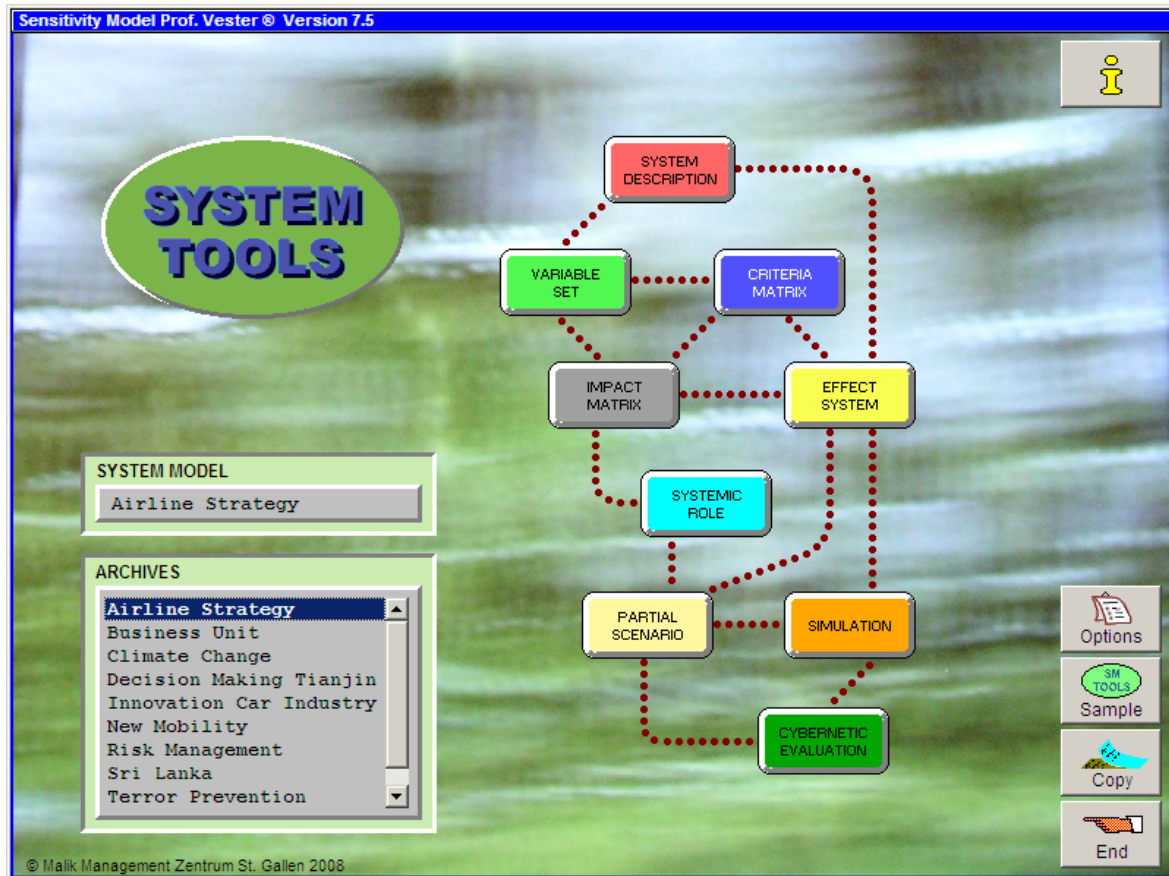 Sensitivity Model Prof. Vester ® Version 7.5
SYSTEM
TOOLS
SYSTEM
DESCRIPTION
VARIABLE
SET
CRITERIA
MATRIX
IMPACT
MATRIX
EFFECT
SYSTEM
SYSTEMIC
ROLE
PARTIAL
SCENARIO
SIMULATION
CYBERNETIC
EVALUATION
SYSTEM MODEL
Airline Strategy
ARCHIVES
Airline Strategy
Business Unit
Climate Change
Decision Making Tianjin
Innovation Car Industry
New Mobility
Risk Management
Sri Lanka
Terror Prevention
i
Options
SM
TOOLS
Sample
Copy
End
© Malik Management Zentrum St. Gallen 2008